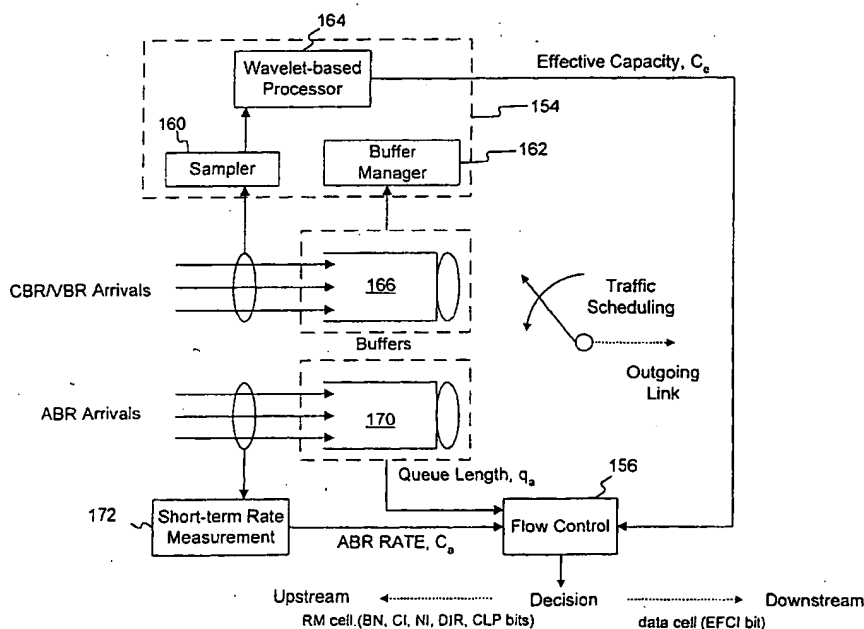 164
Wavelet-based
Processor
Effective Capacity, Ce
154
160
Sampler
Buffer
Manager
162
CBR/VBR Arrivals
166
Traffic
Scheduling
Buffers
Outgoing
Link
ABR Arrivals
170
Queue Length, qa
156
172
Short-term Rate
Measurement
ABR RATE, Ca
Flow Control
Upstream
Decision
Downstream
RM cell.(BN, CI, NI, DIR, CLP bits)
data cell (EFCI bit)